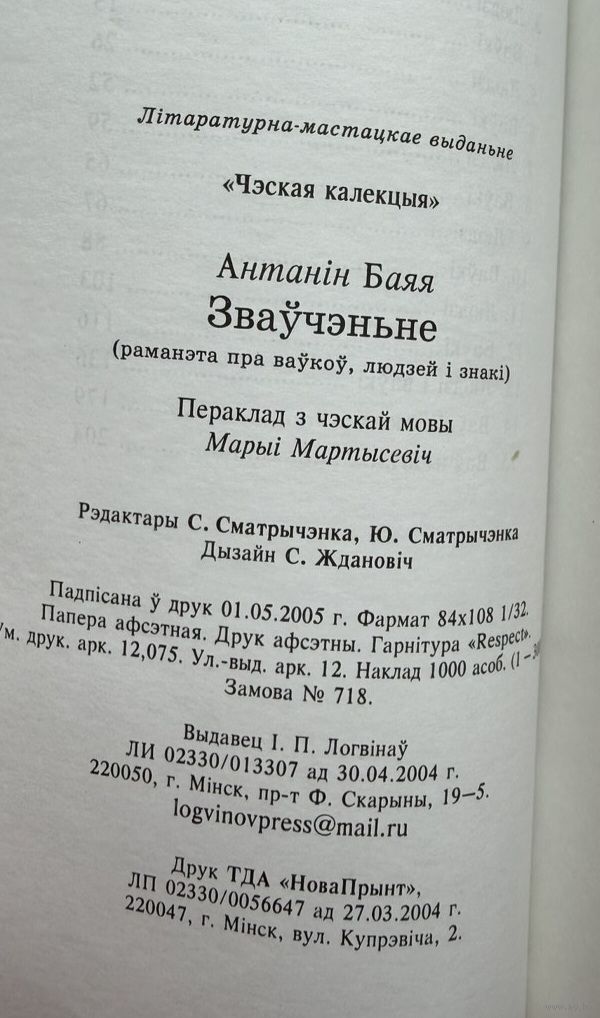 Літаратурна-мастацкае выданьне
«Чэская калекцыя»
Антанін Баяя
Зваўчэньне
(раманэта пра ваўкоў, людзей і знакі)
Пераклад з чэскай мовы
Марыі Мартысевіч
Рэдактары С. Сматрычэнка, Ю. Сматрычэнка
Дызайн С. Ждановіч
Падпісана ў друк 01.05.2005 г. Фармат 84х108 1/32.
Папера афсэтная. Друк афсэтны. Гарнітура «Respect».
Ум. друк. арк. 12,075. Ул.-выд. арк. 12. Наклад 1000 асоб. (1 – 30
Замова № 718.
Выдавец І. П. Логвінаў
ЛИ 02330/013307 ад 30.04.2004 г.
220050, г. Мінск, пр-т Ф. Скарыны, 19–5.
logvinovpress@mail.ru
Друк ТДА «НоваПрынт»,
ЛП 02330/0056647 ад 27.03.2004 г.
220047, г. Мінск, вул. Купрэвіча, 2.